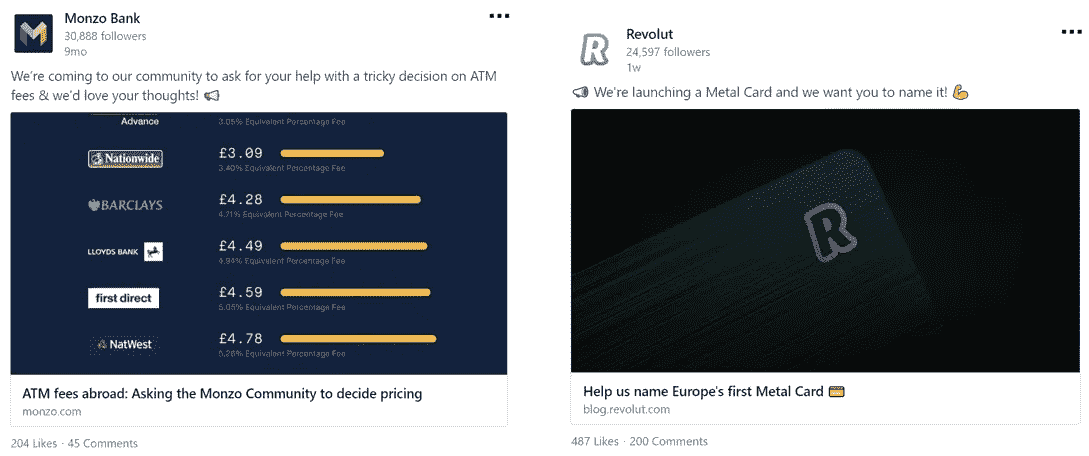 Monzo Bank
30,888 followers
9mo
We're coming to our community to ask for your help with a tricky decision on ATM
fees & we'd love your thoughts! 📢
Advance
3.05% Equivalent Percentage Fee
Nationwide
£3.09
3.40% Equivalent Percentage Fee
BARCLAYS
£4.28
4.71% Equivalent Percentage Fee
LLOYDS BANK
£4.49
4.94% Equivalent Percentage Fee
first direct
£4.59
5.05% Equivalent Percentage Fee
NatWest
£4.78
5.26% Equivalent Percentage Fee
ATM fees abroad: Asking the Monzo Community to decide pricing
monzo.com
204 Likes · 45 Comments
Revolut
24,597 followers
1w
📢 We're launching a Metal Card and we want you to name it! 💪
R
Help us name Europe's first Metal Card 💳
blog.revolut.com
487 Likes · 200 Comments